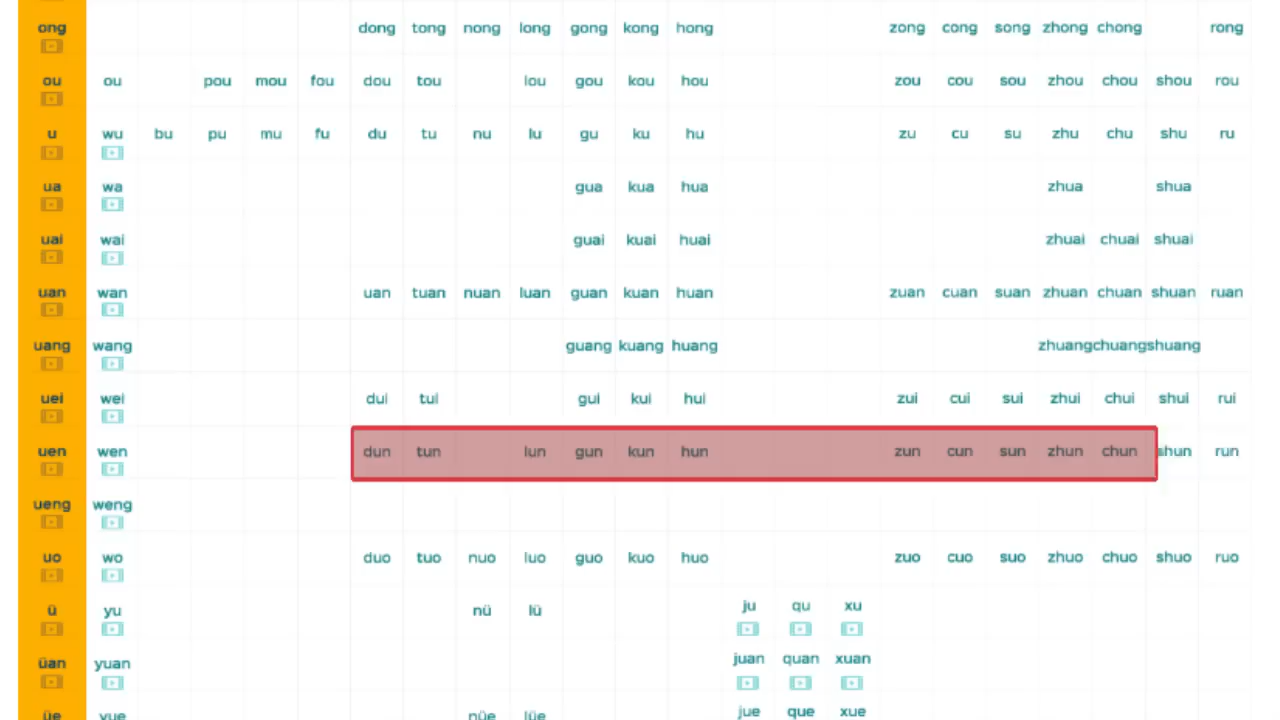 ong dong tong nong long gong kong hong zong cong song zhong chong rong
ou ou pou mou fou dou tou lou gou kou hou zou cou sou zhou chou shou rou
u wu bu pu mu fu du tu nu lu gu ku hu zu cu su zhu chu shu ru
ua wa gua kua hua zhua shua
uai wai guai kuai huai zhuai chuai shuai
uan wan uan tuan nuan luan guan kuan huan zuan cuan suan zhuan chuan shuan ruan
uang wang guang kuang huang zhuang chuang shuang
uei wei dui tui gui kui hui zui cui sui zhui chui shui rui
uen wen dun tun lun gun kun hun zun cun sun zhun chun shun run
ueng weng
uo wo duo tuo nuo luo guo kuo huo zuo cuo suo zhuo chuo shuo ruo
ü yu nü lü ju qu xu
üan yuan juan quan xuan
üe yue nüe lüe jue que xue